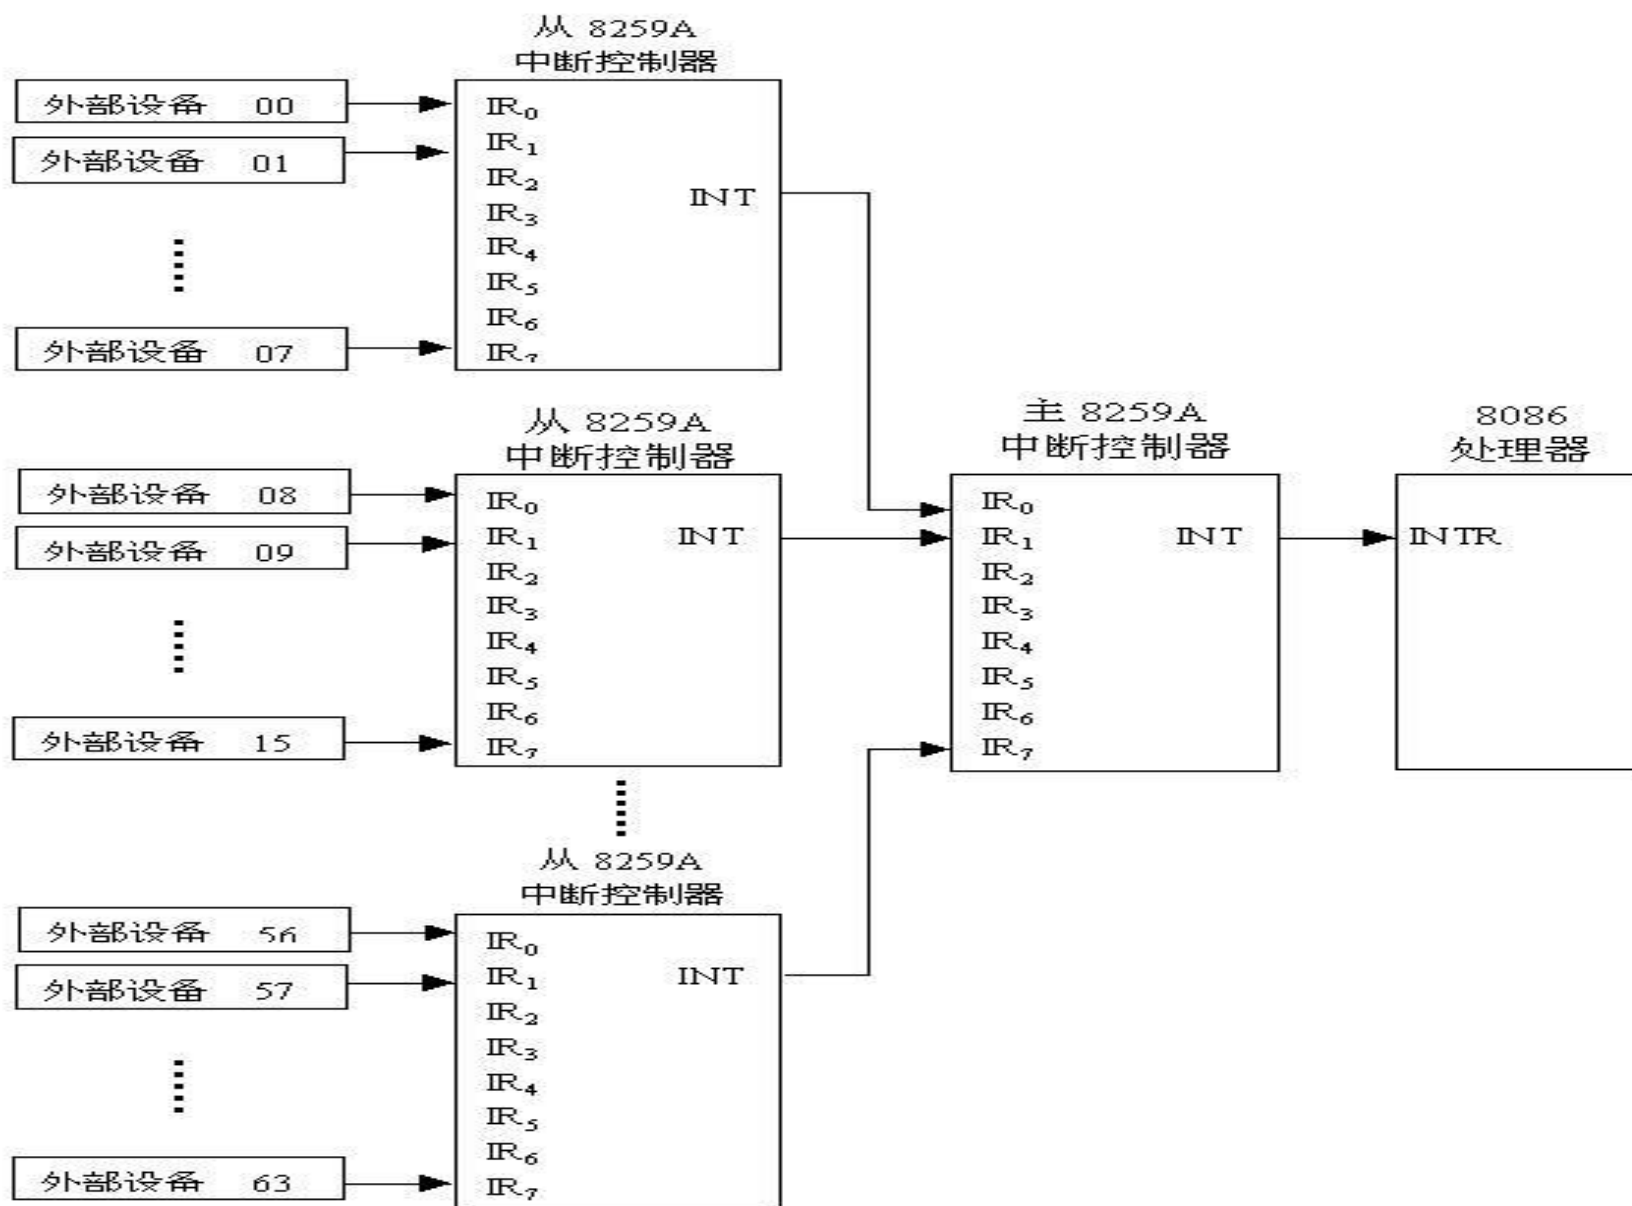 从 8259A
中断控制器
外部设备 00
外部设备 01
外部设备 07
IR0
IR1
IR2
IR3
IR4
IR5
IR6
IR7
INT
从 8259A
中断控制器
外部设备 08
外部设备 09
外部设备 15
IR0
IR1
IR2
IR3
IR4
IR5
IR6
IR7
INT
主 8259A
中断控制器
IR0
IR1
IR2
IR3
IR4
IR5
IR6
IR7
INT
8086
处理器
INTR
从 8259A
中断控制器
外部设备 56
外部设备 57
外部设备 63
IR0
IR1
IR2
IR3
IR4
IR5
IR6
IR7
INT